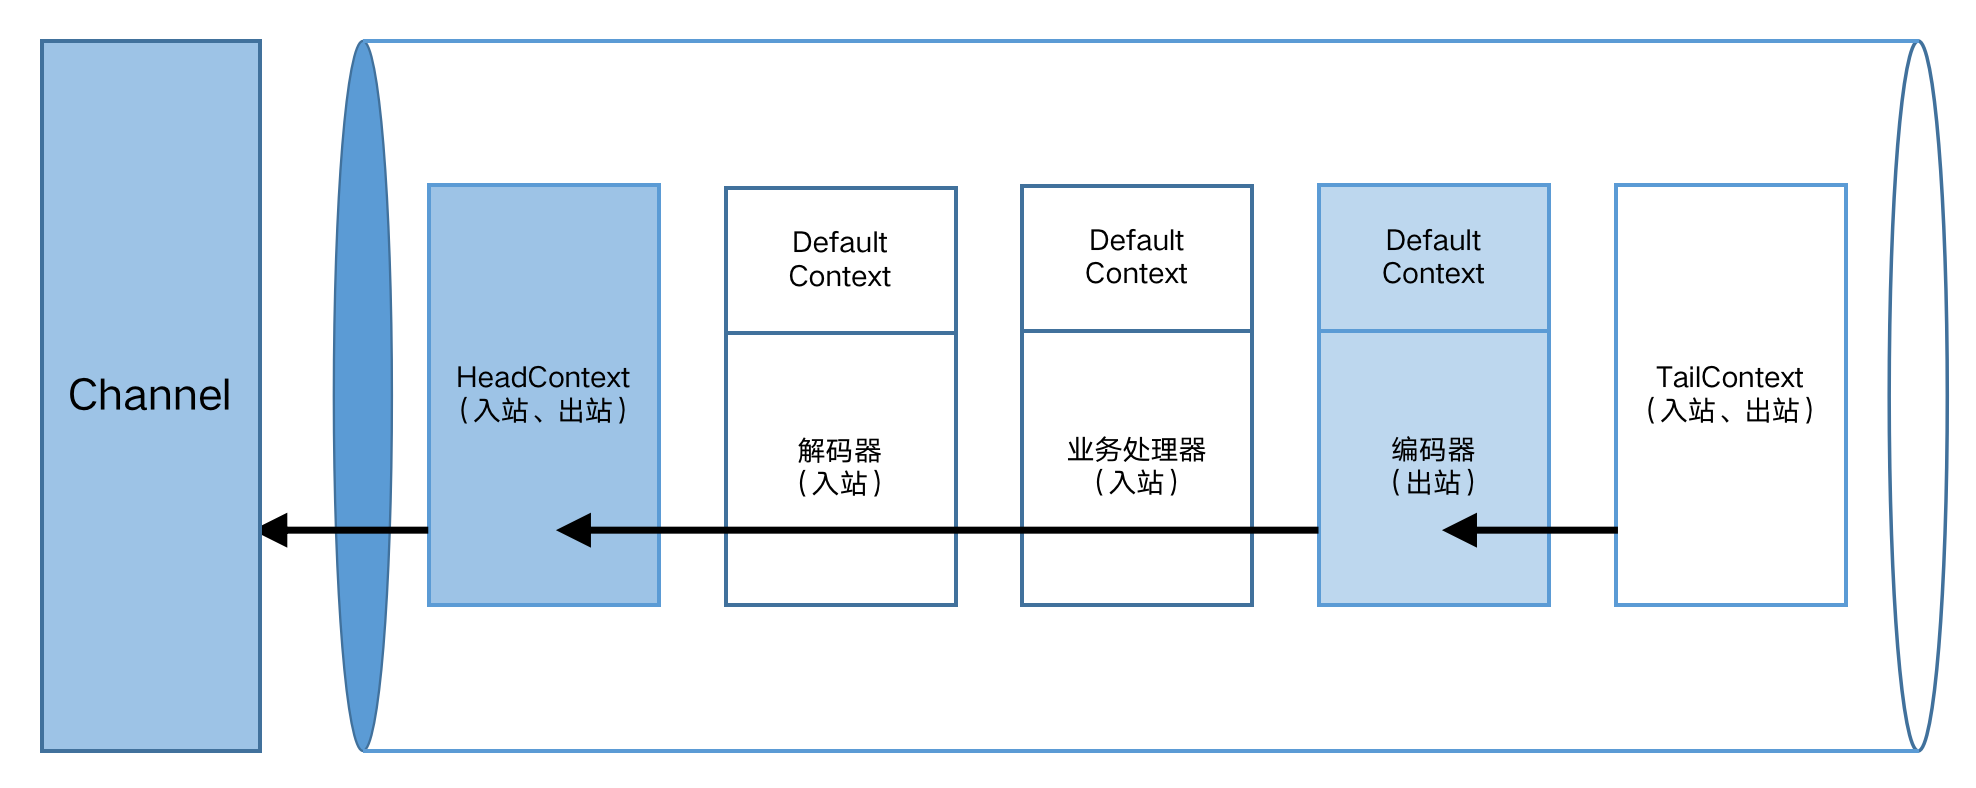 Channel
HeadContext
(入站、出站)
Default
Context
解码器
(入站)
Default
Context
业务处理器
(入站)
Default
Context
编码器
(出站)
TailContext
(入站、出站)